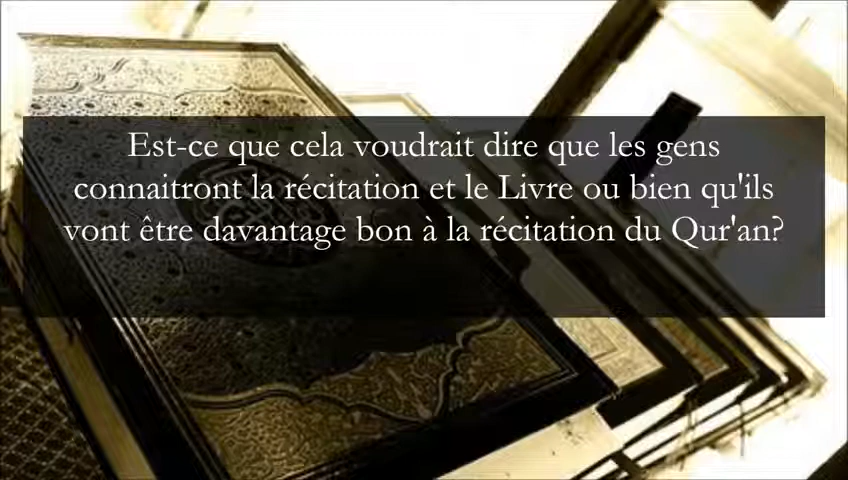 Est-ce que cela voudrait dire que les gens
connaitront la récitation et le Livre ou bien qu'ils
vont être davantage bon à la récitation du Qur'an?